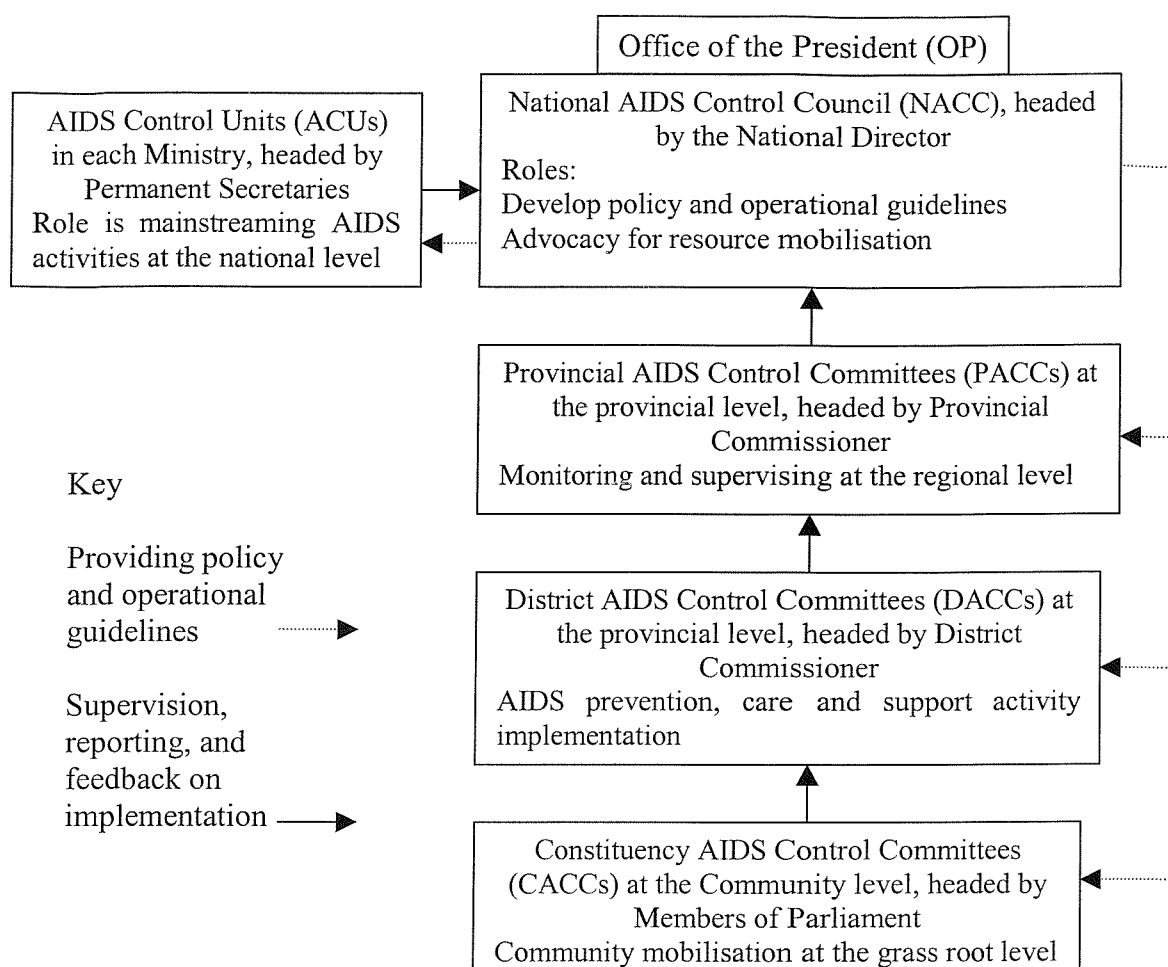 Office of the President (OP)
National AIDS Control Council (NACC), headed
by the National Director
Roles:
Develop policy and operational guidelines
Advocacy for resource mobilisation
AIDS Control Units (ACUs)
in each Ministry, headed by
Permanent Secretaries
Role is mainstreaming AIDS
activities at the national level
Provincial AIDS Control Committees (PACCs) at
the provincial level, headed by Provincial
Commissioner
Monitoring and supervising at the regional level
District AIDS Control Committees (DACCs) at
the provincial level, headed by District
Commissioner
AIDS prevention, care and support activity
implementation
Constituency AIDS Control Committees
(CACCs) at the Community level, headed by
Members of Parliament
Community mobilisation at the grass root level
Key
Providing policy
and operational
guidelines
Supervision,
reporting, and
feedback on
implementation